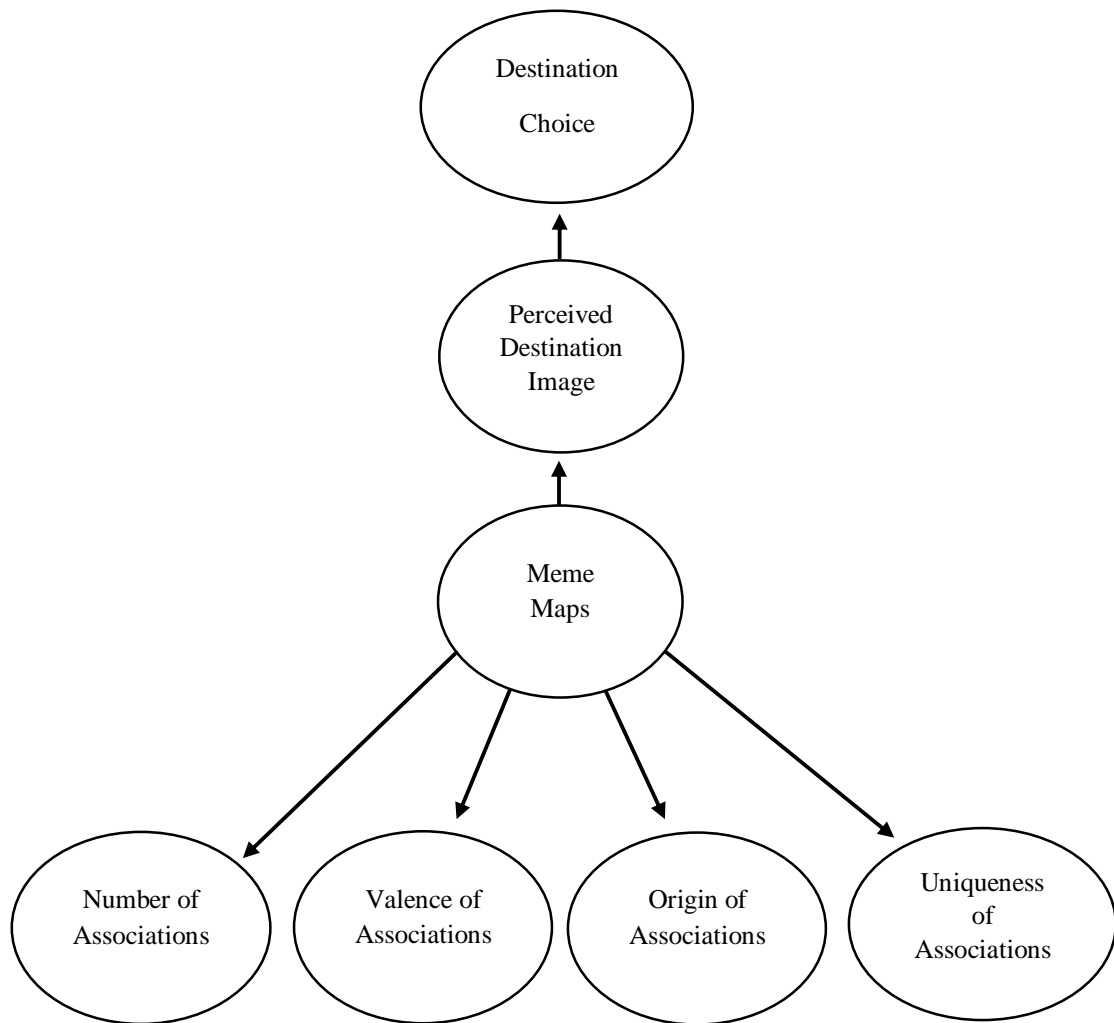 Destination
Choice
Perceived
Destination
Image
Meme
Maps
Number of
Associations
Valence of
Associations
Origin of
Associations
Uniqueness
of
Associations